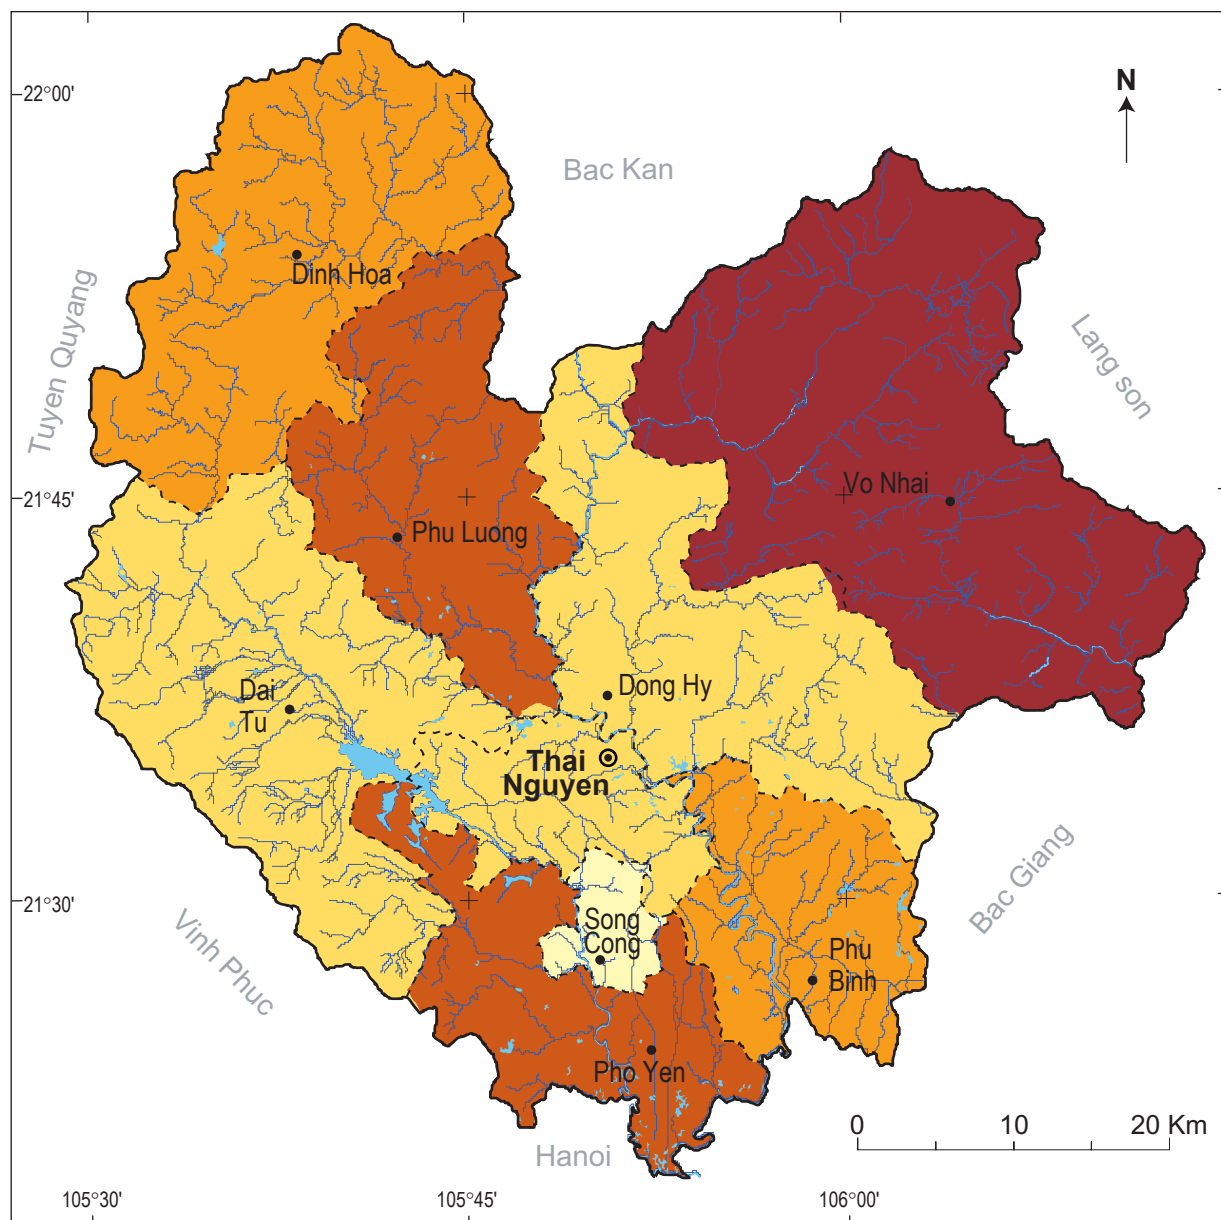 22°00'
N
Bac Kan
Dinh Hoa
Tuyen Quyang
Lang son
21°45'
Vo Nhai
Phu Luong
Dai
Tu
Dong Hy
Thai
Nguyen
Bac Giang
21°30'
Vinh Phuc
Song
Cong
Phu
Binh
Pho Yen
0 10 20 Km
Hanoi
105°30' 105°45' 106°00'